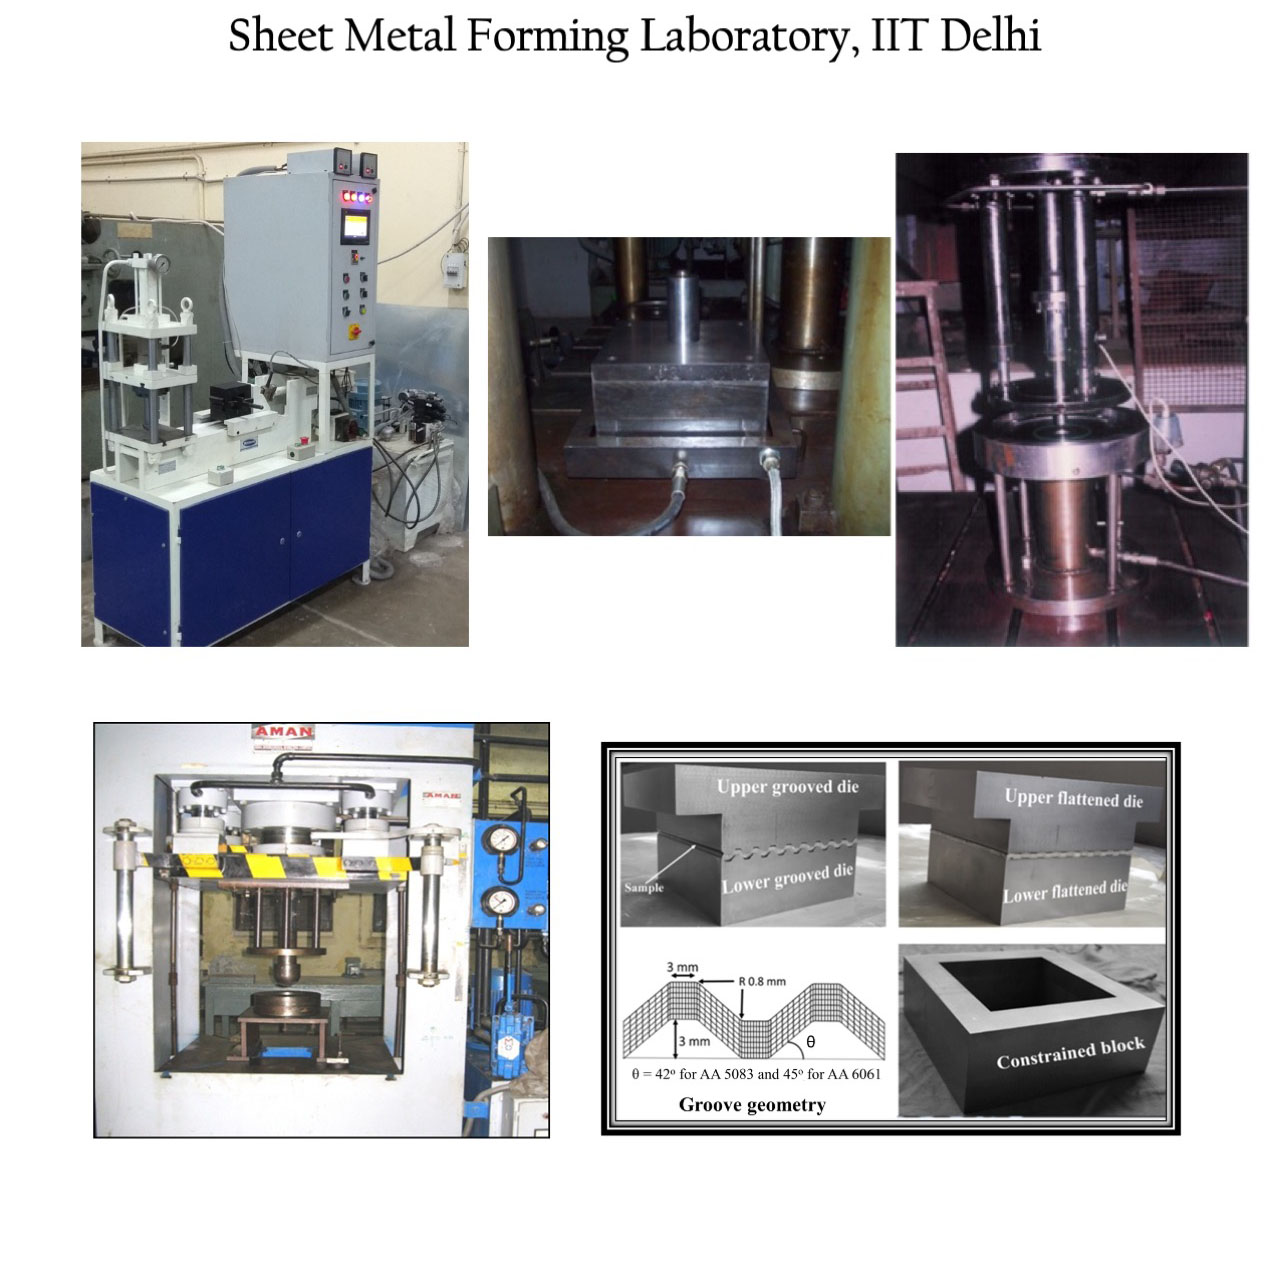 Sheet Metal Forming Laboratory, IIT Delhi
AMAN
AMAN
Upper grooved die
Sample
Lower grooved die
Upper flattened die
Lower flattened die
3 mm
R 0.8 mm
3 mm
θ
θ = 42º for AA 5083 and 45º for AA 6061
Groove geometry
Constrained block